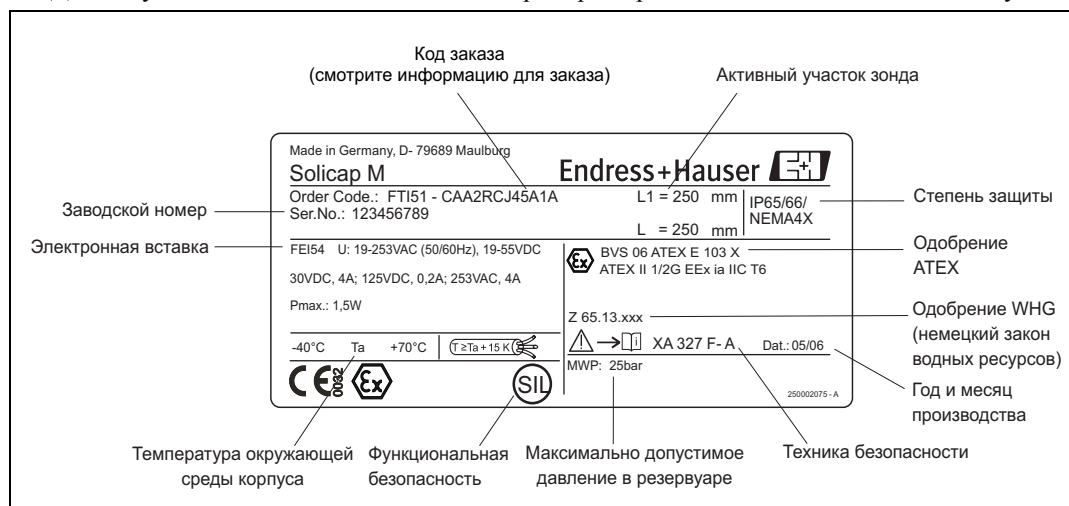 Код заказа
(смотрите информацию для заказа)
Активный участок зонда
Made in Germany, D- 79689 Maulburg
Solicap M
Endress+Hauser
Заводской номер
Order Code.: FTI51 - CAA2RCJ45A1A
Ser.No.: 123456789
L1 = 250 mm
L = 250 mm
IP65/66/
NEMA4X
Степень защиты
Электронная вставка
FEI54 U: 19-253VAC (50/60Hz), 19-55VDC
30VDC, 4A; 125VDC, 0,2A; 253VAC, 4A
Pmax.: 1,5W
Ex
BVS 06 ATEX E 103 X
ATEX II 1/2G EEx ia IIC T6
Одобрение
ATEX
Z 65.13.xxx
Одобрение WHG
(немецкий закон
водных ресурсов)
-40°C Ta +70°C
T ≥Ta + 15 K
i
XA 327 F- A
Dat.: 05/06
CE 0032
Ex
SIL
MWP: 25bar
250002075 - A
Год и месяц
производства
Температура окружающей
среды корпуса
Функциональная
безопасность
Максимально допустимое
давление в резервуаре
Техника безопасности